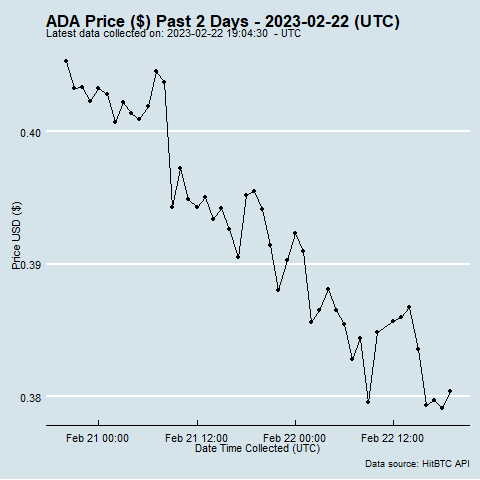 ADA Price ($) Past 2 Days - 2023-02-22 (UTC)
Latest data collected on: 2023-02-22 19:04:30  - UTC
Price USD ($)
0.40
0.39
0.38
Feb 21 00:00 Feb 21 12:00 Feb 22 00:00 Feb 22 12:00
Date Time Collected (UTC)
Data source: HitBTC API